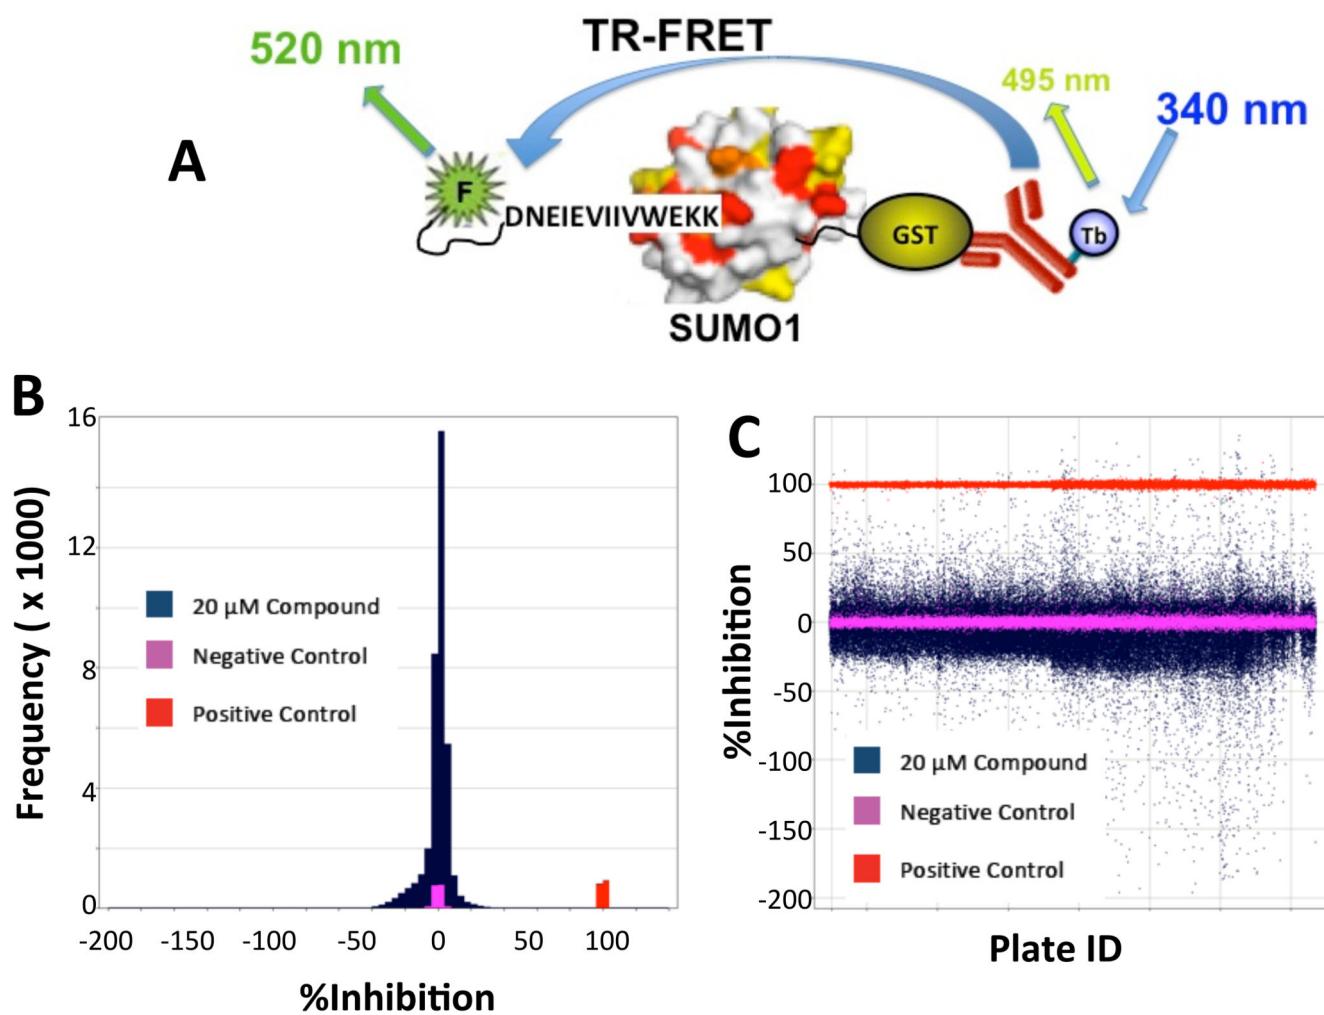 TR-FRET
520 nm
495 nm
340 nm
A
F
DNEIEVIIVWEKK
GST
Tb
SUMO1
B
16
12
8
4
0
Frequency ( x 1000)
20 µM Compound
Negative Control
Positive Control
-200 -150 -100 -50 0 50 100
%Inhibition
C
100
50
0
-50
-100
-150
-200
%Inhibition
20 µM Compound
Negative Control
Positive Control
Plate ID